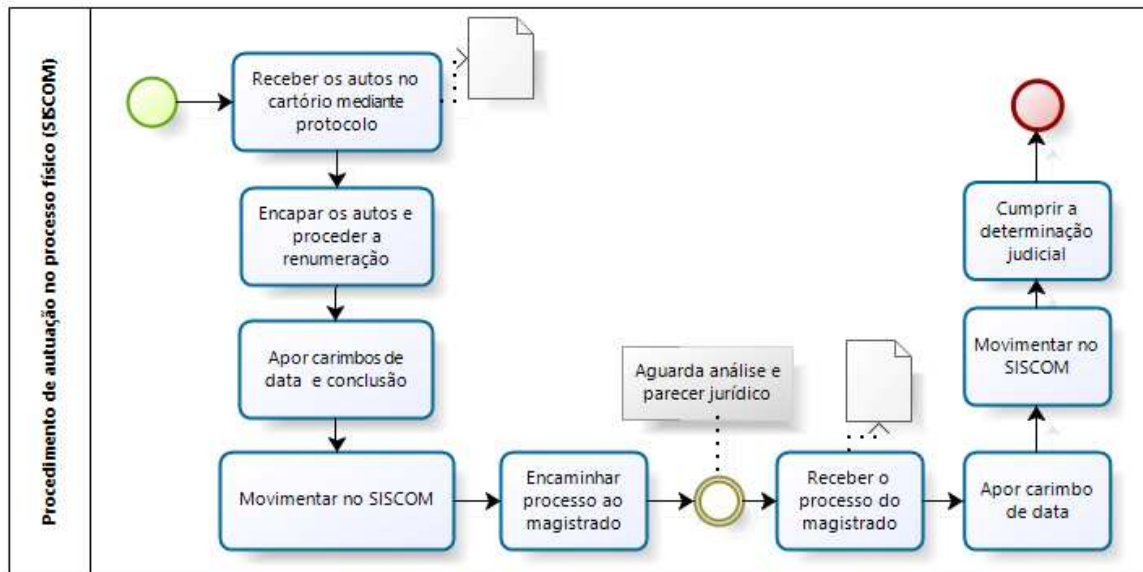 Procedimento de autuação no processo físico (SISCOM)
Receber os autos no
cartório mediante
protocolo
Encapar os autos e
proceder a
renumeração
Apor carimbos de
data e conclusão
Movimentar no SISCOM
Encaminhar
processo ao
magistrado
Aguarda análise e
parecer jurídico
Receber o
processo do
magistrado
Apor carimbo
de data
Movimentar no
SISCOM
Cumprir a
determinação
judicial